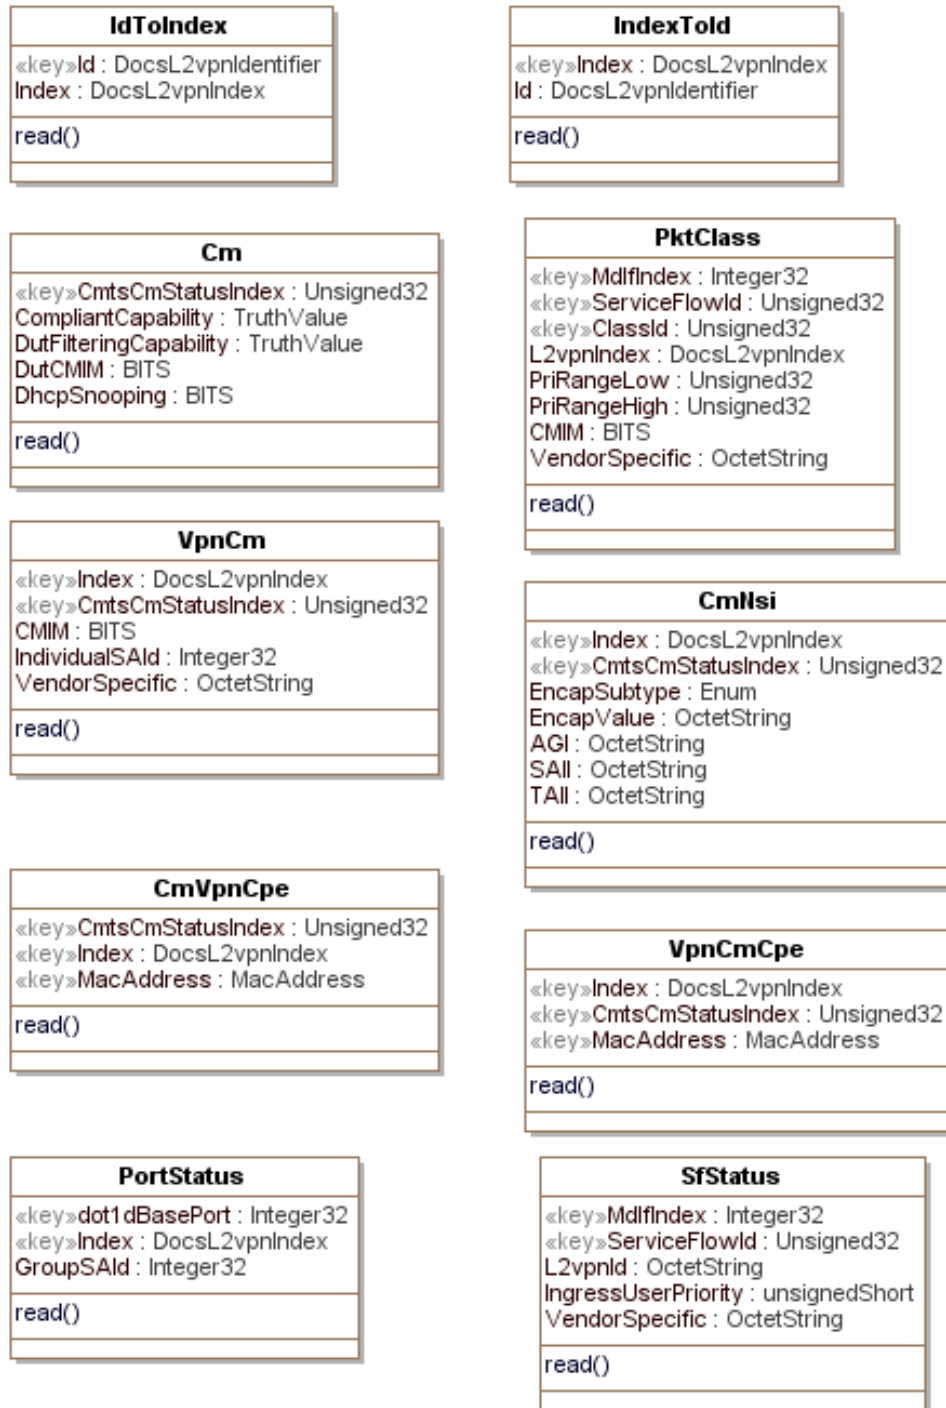 IdToIndex
«key»Id : DocsL2vpnIdentifier
Index : DocsL2vpnIndex
read()
IndexToId
«key»Index : DocsL2vpnIndex
Id : DocsL2vpnIdentifier
read()
Cm
«key»CmtsCmStatusIndex : Unsigned32
CompliantCapability : TruthValue
DutFilteringCapability : TruthValue
DutCMIM : BITS
DhcpSnooping : BITS
read()
PktClass
«key»MdIfIndex : Integer32
«key»ServiceFlowId : Unsigned32
«key»ClassId : Unsigned32
L2vpnIndex : DocsL2vpnIndex
PriRangeLow : Unsigned32
PriRangeHigh : Unsigned32
CMIM : BITS
VendorSpecific : OctetString
read()
VpnCm
«key»Index : DocsL2vpnIndex
«key»CmtsCmStatusIndex : Unsigned32
CMIM : BITS
IndividualSAId : Integer32
VendorSpecific : OctetString
read()
CmNsi
«key»Index : DocsL2vpnIndex
«key»CmtsCmStatusIndex : Unsigned32
EncapSubtype : Enum
EncapValue : OctetString
AGI : OctetString
SAII : OctetString
TAII : OctetString
read()
CmVpnCpe
«key»CmtsCmStatusIndex : Unsigned32
«key»Index : DocsL2vpnIndex
«key»MacAddress : MacAddress
read()
VpnCmCpe
«key»Index : DocsL2vpnIndex
«key»CmtsCmStatusIndex : Unsigned32
«key»MacAddress : MacAddress
read()
PortStatus
«key»dot1dBasePort : Integer32
«key»Index : DocsL2vpnIndex
GroupSAId : Integer32
read()
SfStatus
«key»MdIfIndex : Integer32
«key»ServiceFlowId : Unsigned32
L2vpnId : OctetString
IngressUserPriority : unsignedShort
VendorSpecific : OctetString
read()